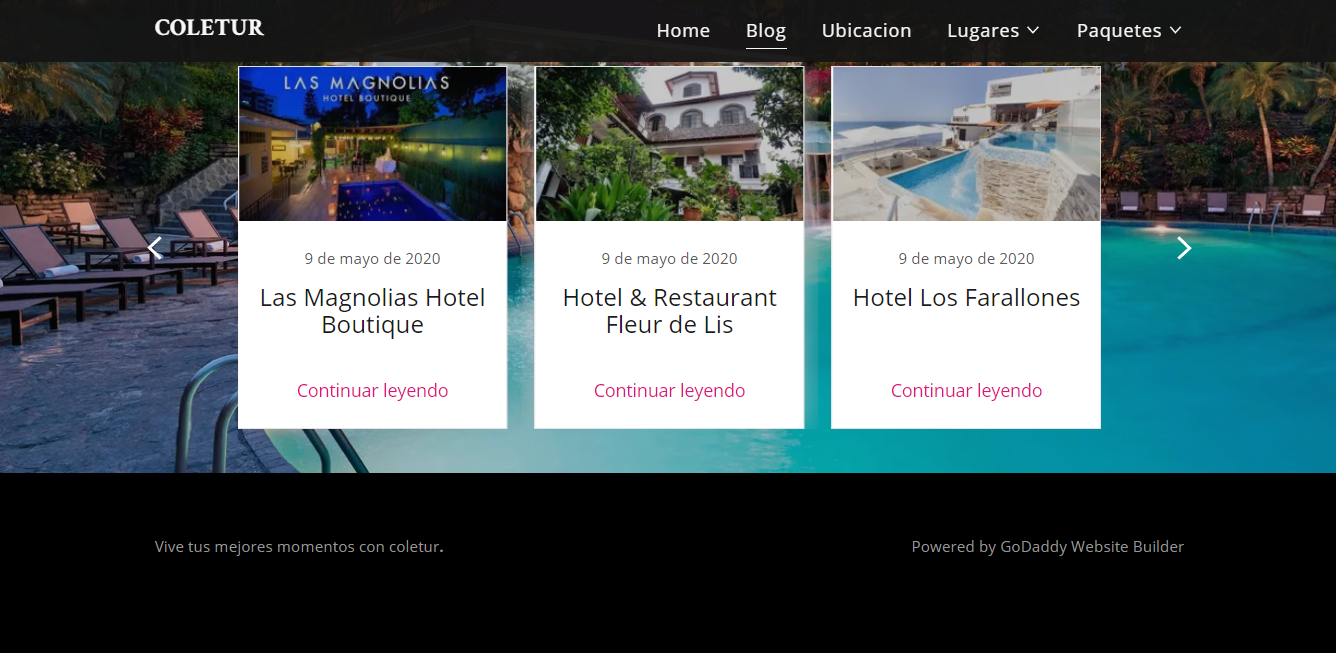 COLETUR
Home Blog Ubicacion Lugares Paquetes
LAS MAGNOLIAS
HOTEL BOUTIQUE
9 de mayo de 2020
Las Magnolias Hotel
Boutique
Continuar leyendo
9 de mayo de 2020
Hotel & Restaurant
Fleur de Lis
Continuar leyendo
9 de mayo de 2020
Hotel Los Farallones
Continuar leyendo
Vive tus mejores momentos con coletur.
Powered by GoDaddy Website Builder